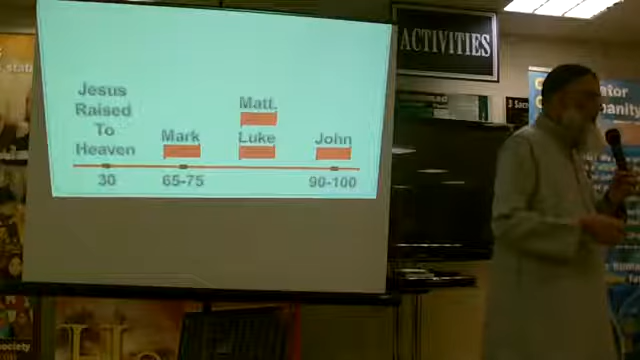 Jesus
Raised
To
Heaven
30
Mark
65-75
Matt.
Luke
John
90-100
ACTIVITIES